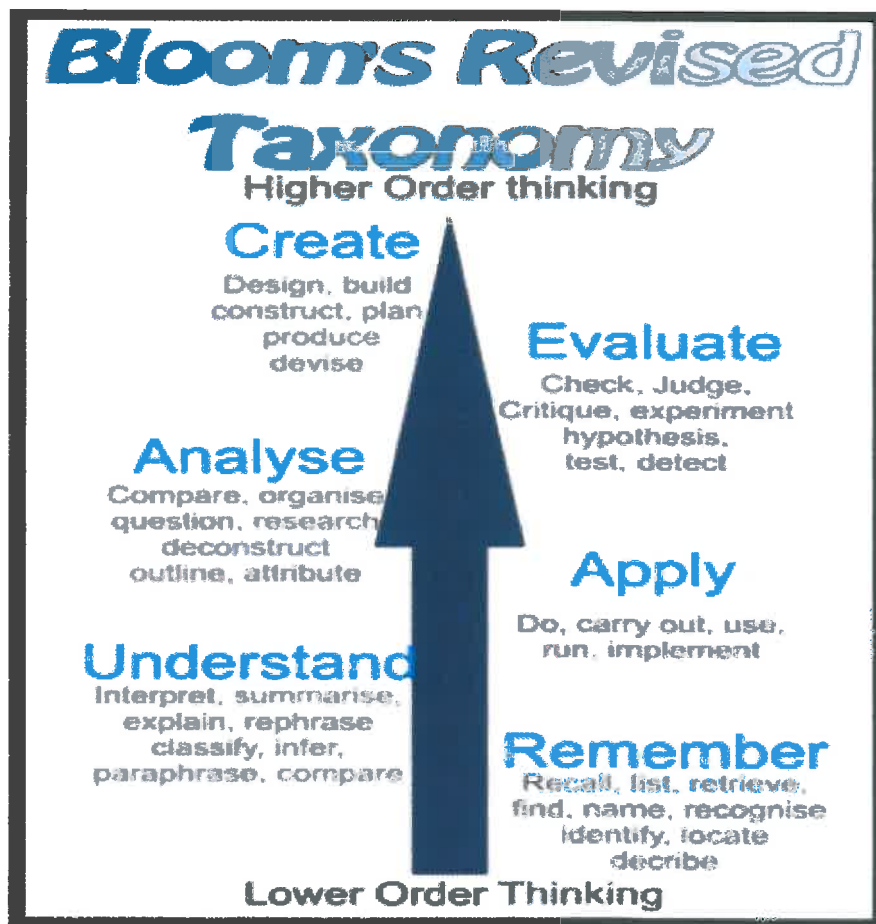 Bloom's Revised
Taxonomy
Higher Order thinking
Create
Design, build
construct, plan
produce
devise
Evaluate
Check, Judge,
Critique, experiment
hypothesis,
test, detect
Analyse
Compare, organise
question, research
deconstruct
outline, attribute
Apply
Do, carry out, use,
run, implement
Understand
Interpret, summarise,
explain, rephrase
classify, infer,
paraphrase, compare
Remember
Recall, list, retrieve,
find, name, recognise
identify, locate
decribe
Lower Order Thinking